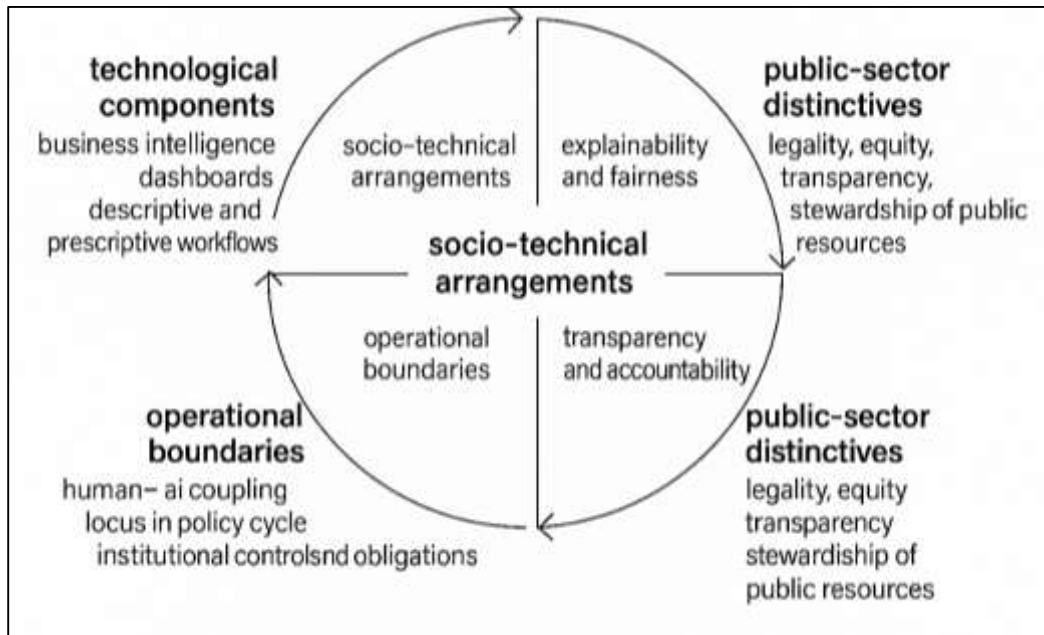 technological
components
business intelligence
dashboards
descriptive and
prescriptive workflows
socio-technical
arrangements
explainability
and fairness
public-sector
distinctives
legality, equity,
transparency,
stewardship of public
resources
socio-technical
arrangements
operational
boundaries
transparency
and accountability
operational
boundaries
human– ai coupling
locus in policy cycle
institutional controlsnd obligations
public-sector
distinctives
legality, equity
transparency
stewardiship of
public resources